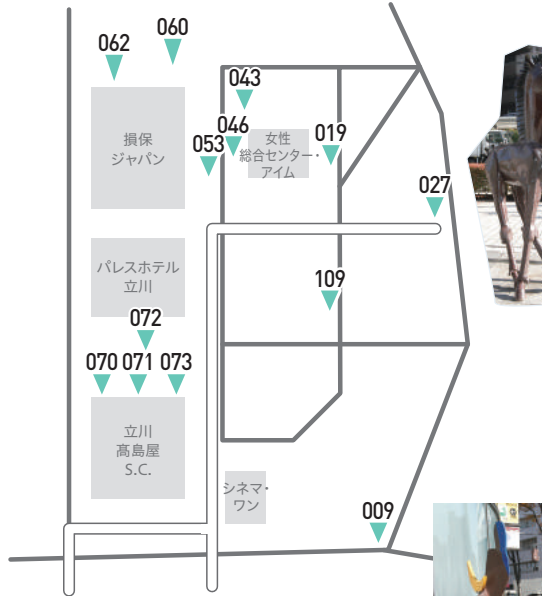 060
062
043
046
019
053
損保
ジャパン
女性
総合センター・
アイム
027
パレスホテル
立川
109
072
070
071
073
立川
髙島屋
S.C.
シネマ・
ワン
009